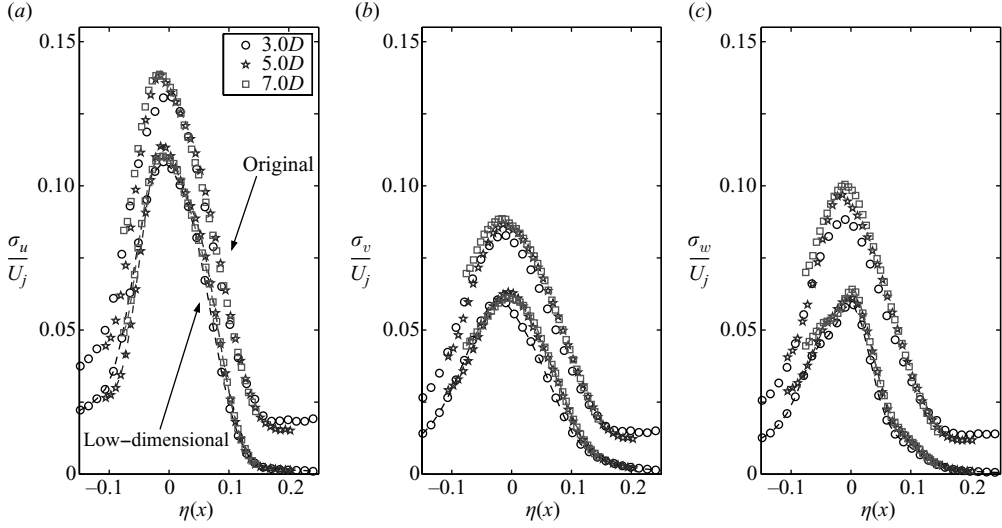 (a)
(b)
(c)
0.15
0.10
0.05
0
σu
Uj
3.0D
5.0D
7.0D
Original
Low–dimensional
–0.1
0
0.1
0.2
η(x)
0.15
0.10
0.05
0
σv
Uj
–0.1
0
0.1
0.2
η(x)
0.15
0.10
0.05
0
σw
Uj
–0.1
0
0.1
0.2
η(x)